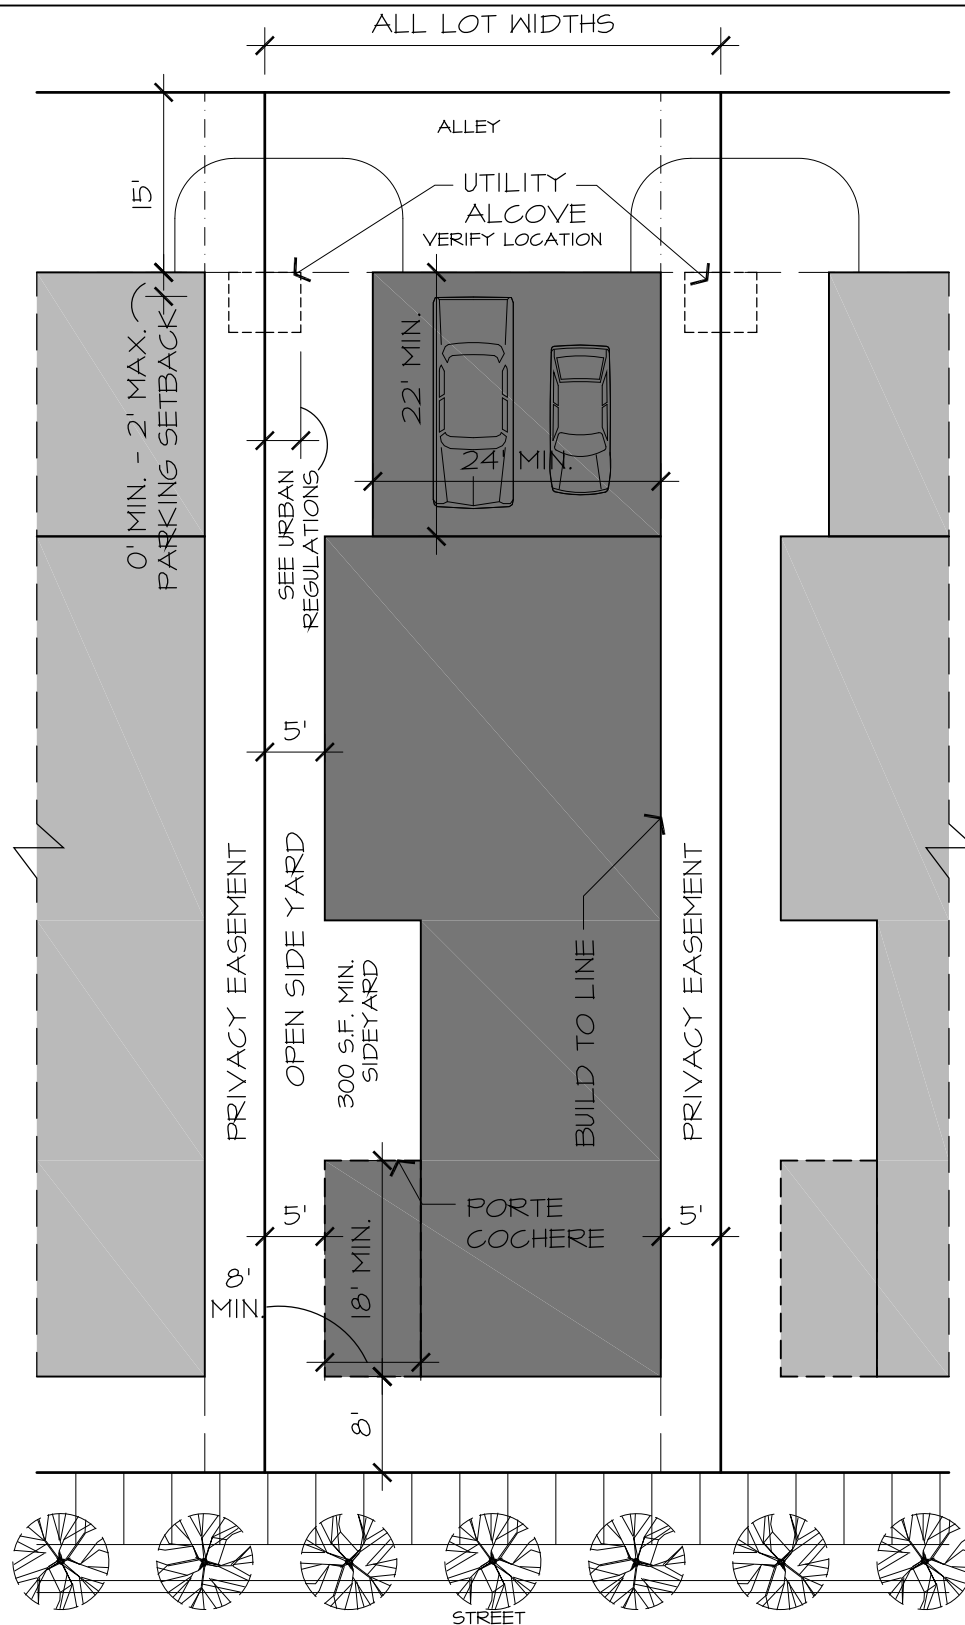 ALL LOT WIDTHS
ALLEY
15'
UTILITY
ALCOVE
VERIFY LOCATION
0' MIN. - 2' MAX.
PARKING SETBACK
22' MIN.
24' MIN.
SEE URBAN
REGULATIONS
5'
PRIVACY EASEMENT
OPEN SIDE YARD
300 S.F. MIN.
SIDEYARD
BUILD TO LINE
PRIVACY EASEMENT
5'
18' MIN.
PORTE
COCHERE
5'
8'
MIN.
8'
STREET